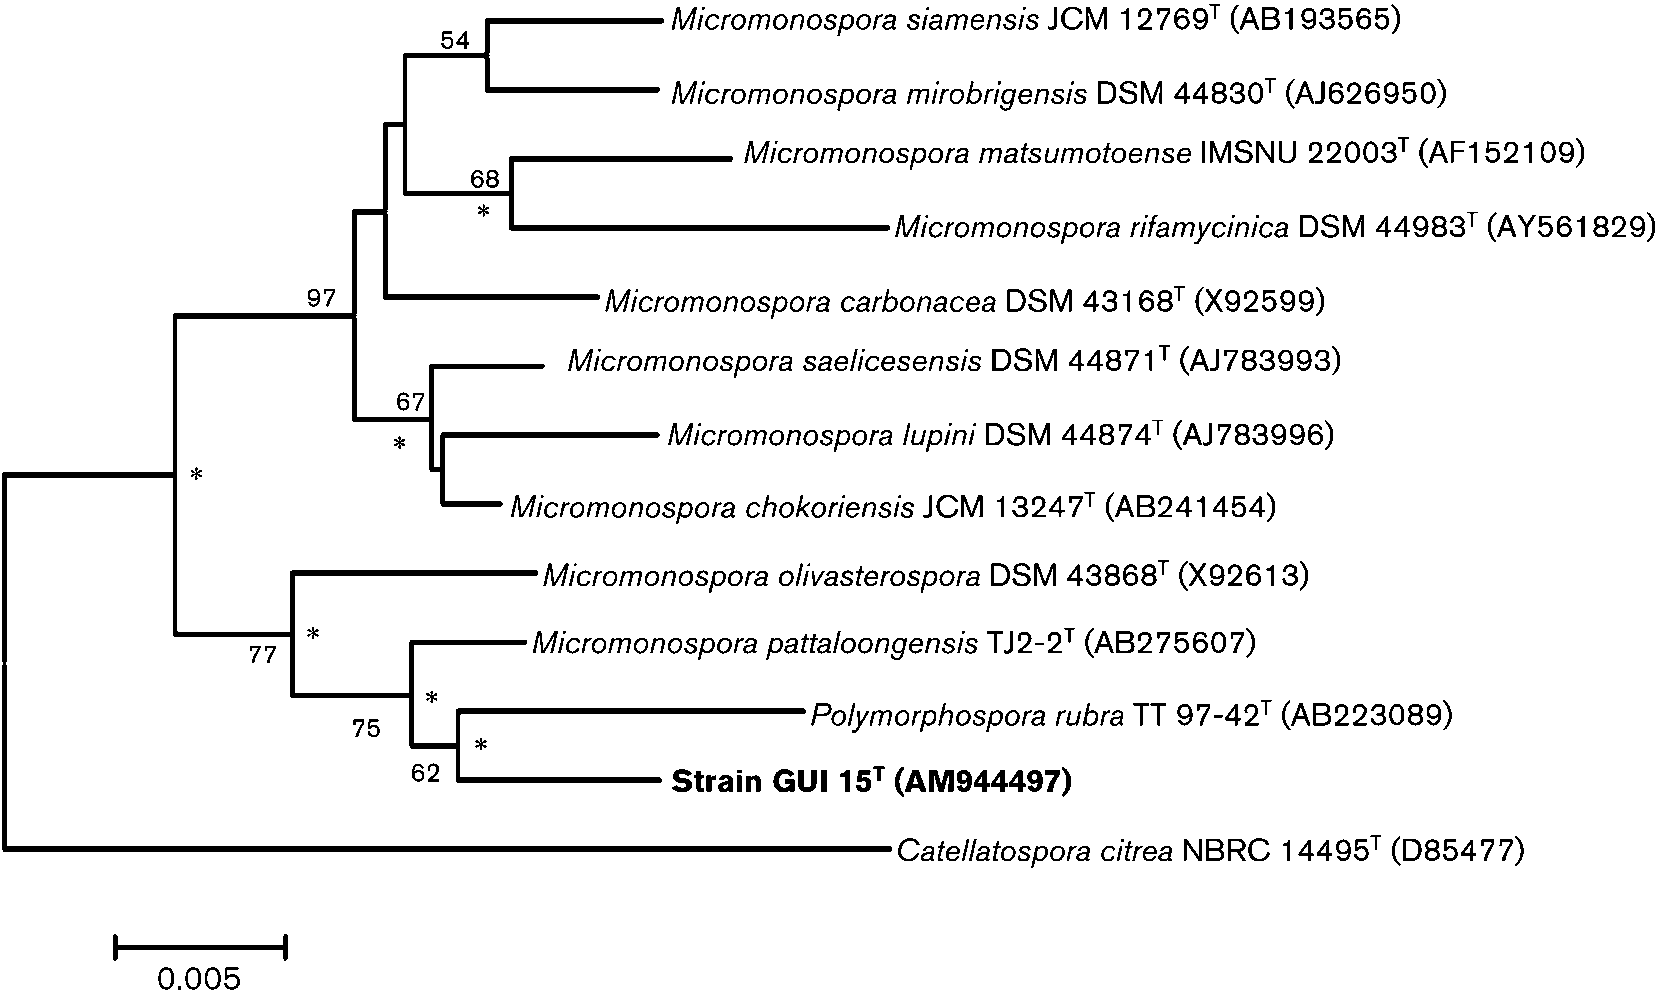 Micromonospora siamensis JCM 12769T (AB193565)
54
Micromonospora mirobrigensis DSM 44830T (AJ626950)
Micromonospora matsumotoense IMSNU 22003T (AF152109)
68
*
Micromonospora rifamycinica DSM 44983T (AY561829)
97
Micromonospora carbonacea DSM 43168T (X92599)
Micromonospora saelicesensis DSM 44871T (AJ783993)
67
*
Micromonospora lupini DSM 44874T (AJ783996)
*
Micromonospora chokoriensis JCM 13247T (AB241454)
Micromonospora olivasterospora DSM 43868T (X92613)
*
77
Micromonospora pattaloongensis TJ2-2T (AB275607)
*
75
Polymorphospora rubra TT 97-42T (AB223089)
*
62
Strain GUI 15T (AM944497)
Catellatospora citrea NBRC 14495T (D85477)
0.005